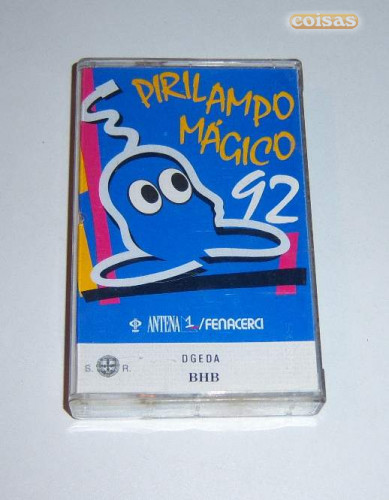 coisas
PIRILAMPO
MÁGICO
92
ANTENA 1 /FENACERCI
DGEDA
S. R.
BHB